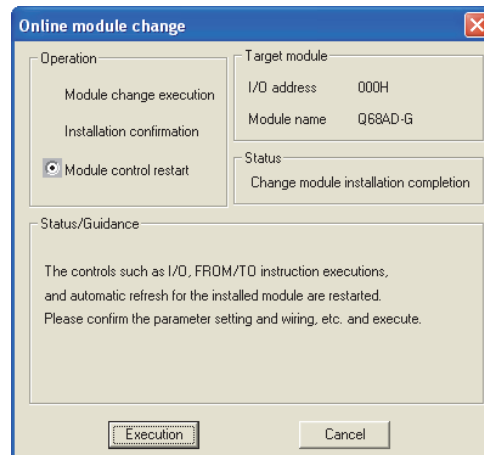 Online module change
Operation
Module change execution
Installation confirmation
Module control restart
Target module
I/O address 000H
Module name Q68AD-G
Status
Change module installation completion
Status/Guidance
The controls such as I/O, FROM/TO instruction executions,
and automatic refresh for the installed module are restarted.
Please confirm the parameter setting and wiring, etc. and execute.
Execution Cancel